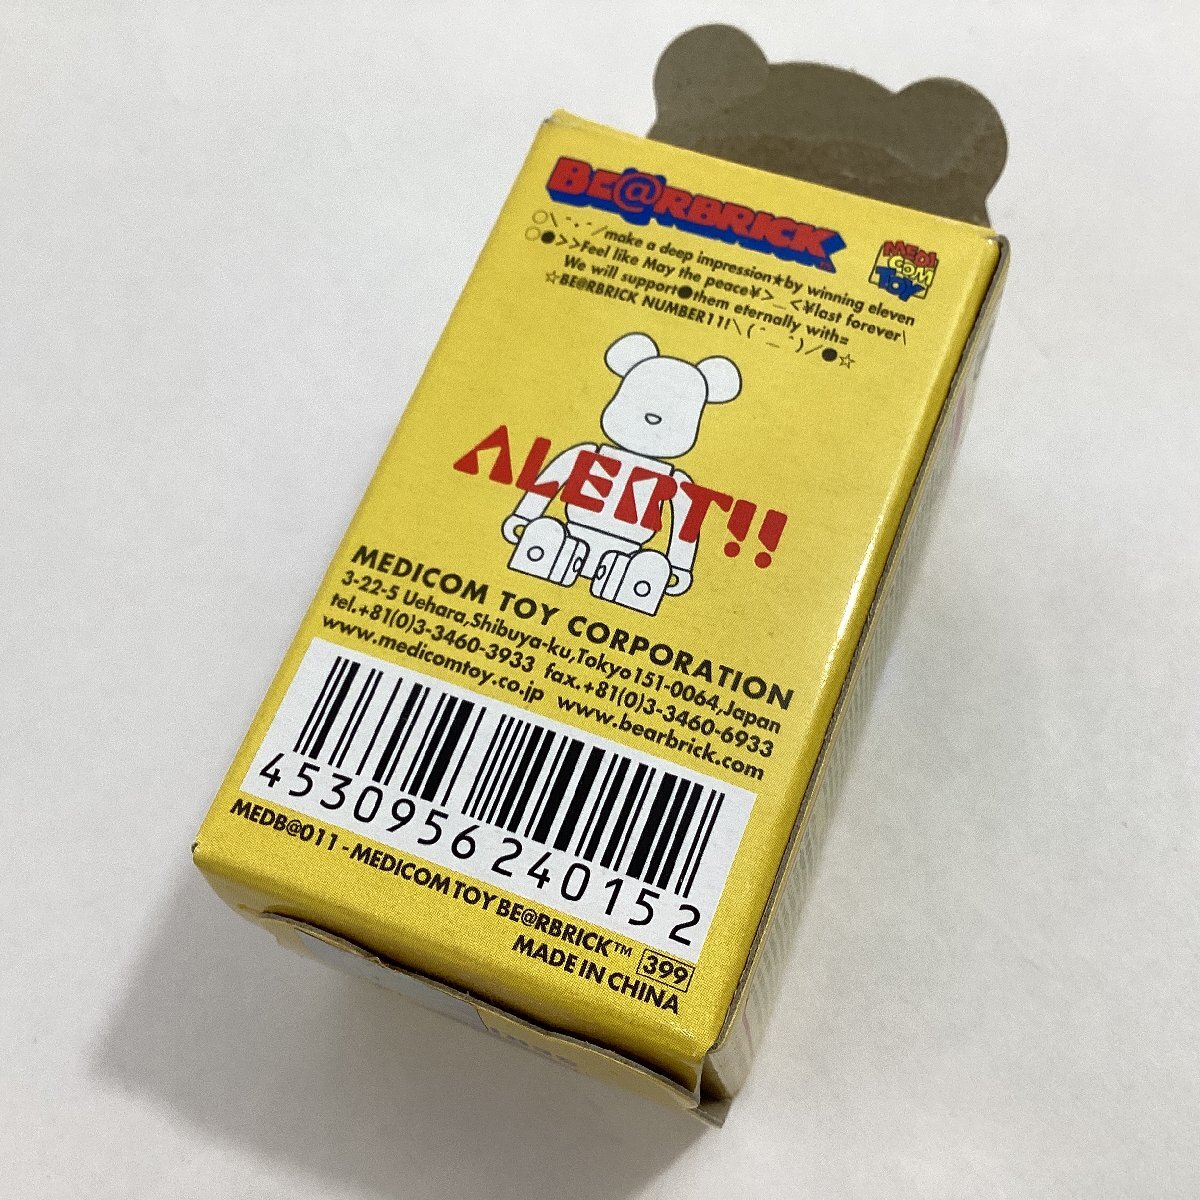 BE@RBRICK
MEDI
COM
TOY
○＼ˆ･ˆ／make a deep impression★by winning eleven
○●>>Feel like May the peace¥>_<¥last forever\
We will support●them eternally with=
☆BE@RBRICK NUMBER11!＼(ˆ_ˆ)／●☆
ALERT!!
MEDICOM TOY CORPORATION
3-22-5 Uehara,Shibuya-ku,Tokyo151-0064,Japan
tel.+81(0)3-3460-3933 fax.+81(0)3-3460-6933
www.medicomtoy.co.jp www.bearbrick.com
4530956240152
MEDB@011-MEDICOM TOY BE@RBRICK™ 399
MADE IN CHINA